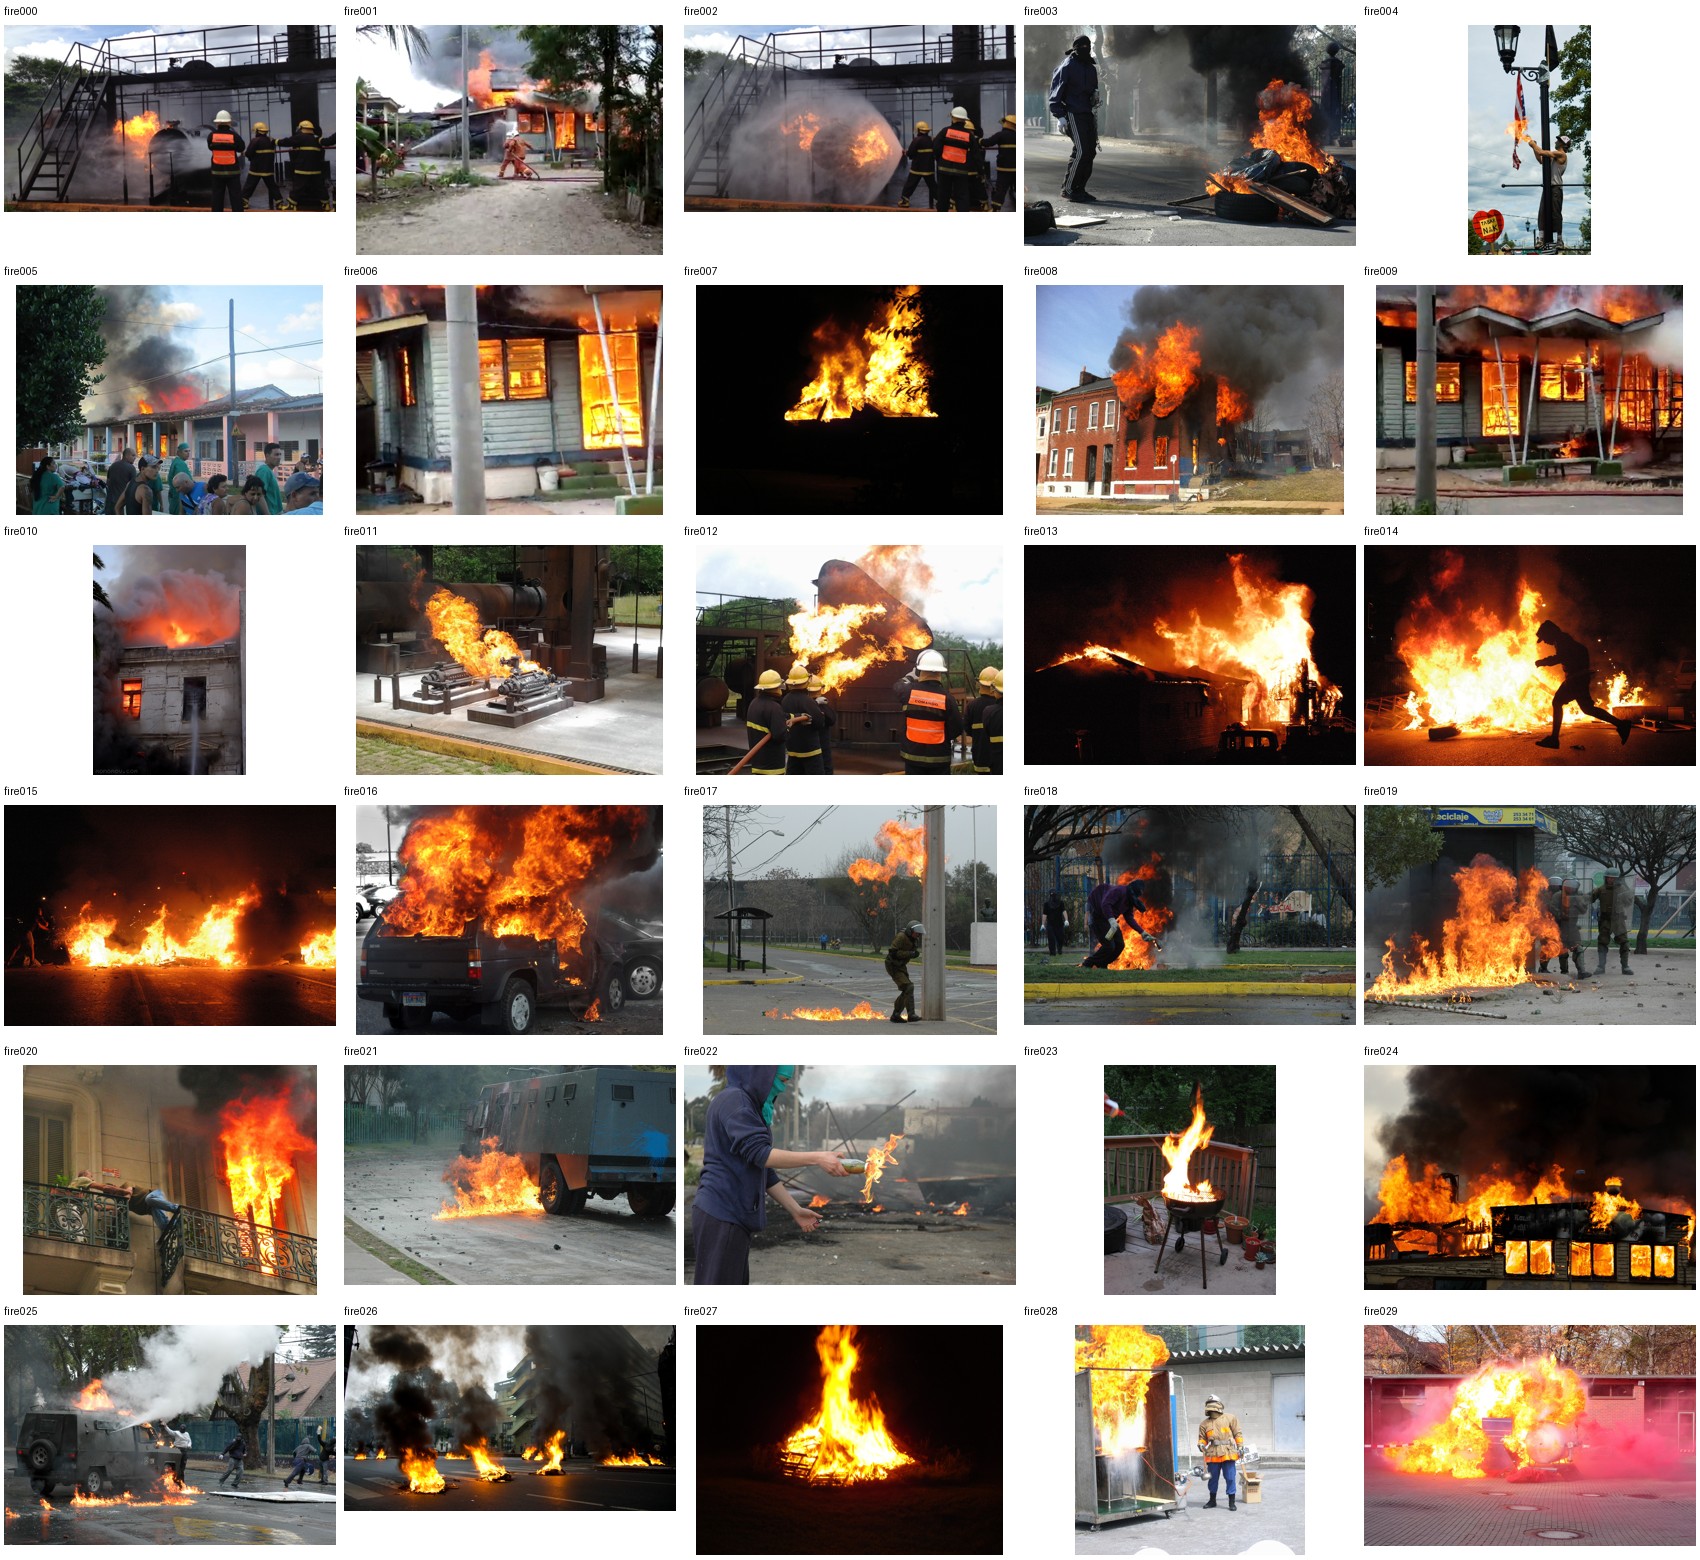 fire000 fire001 fire002 fire003 fire004
fire005 fire006 fire007 fire008 fire009
fire010 fire011 fire012 fire013 fire014
fire015 fire016 fire017 fire018 fire019
fire020 fire021 fire022 fire023 fire024
fire025 fire026 fire027 fire028 fire029